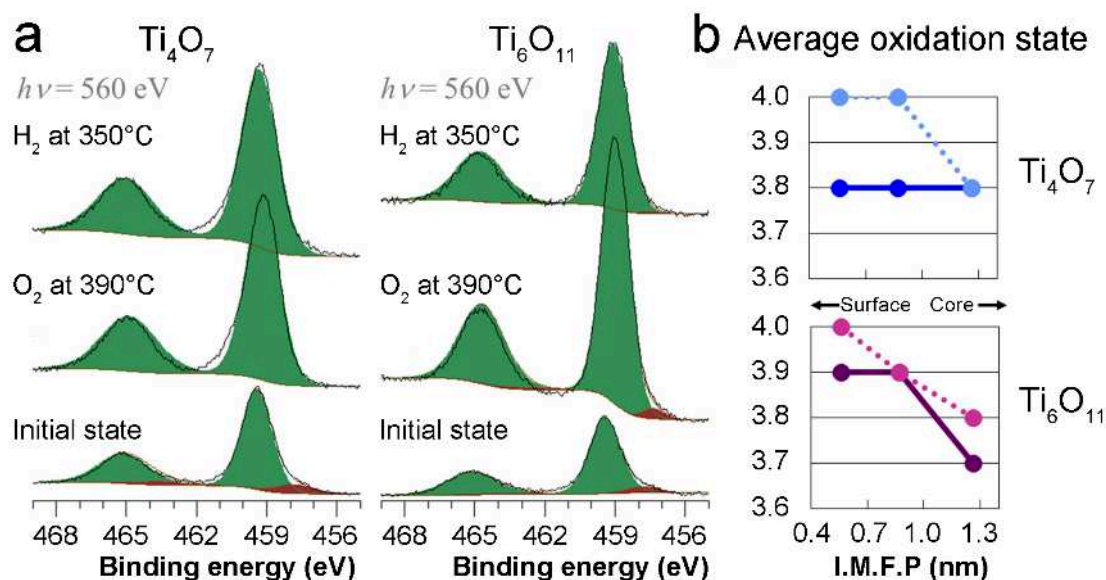 a
Ti₄O₇
Ti₆O₁₁
b Average oxidation state
hν = 560 eV
hν = 560 eV
H₂ at 350°C
H₂ at 350°C
O₂ at 390°C
O₂ at 390°C
Initial state
Initial state
468 465 462 459 456
Binding energy (eV)
468 465 462 459 456
Binding energy (eV)
4.0
3.9
3.8
3.7
3.6
Ti₄O₇
Surface Core
4.0
3.9
3.8
3.7
3.6
Ti₆O₁₁
0.4 0.7 1.0 1.3
I.M.F.P (nm)